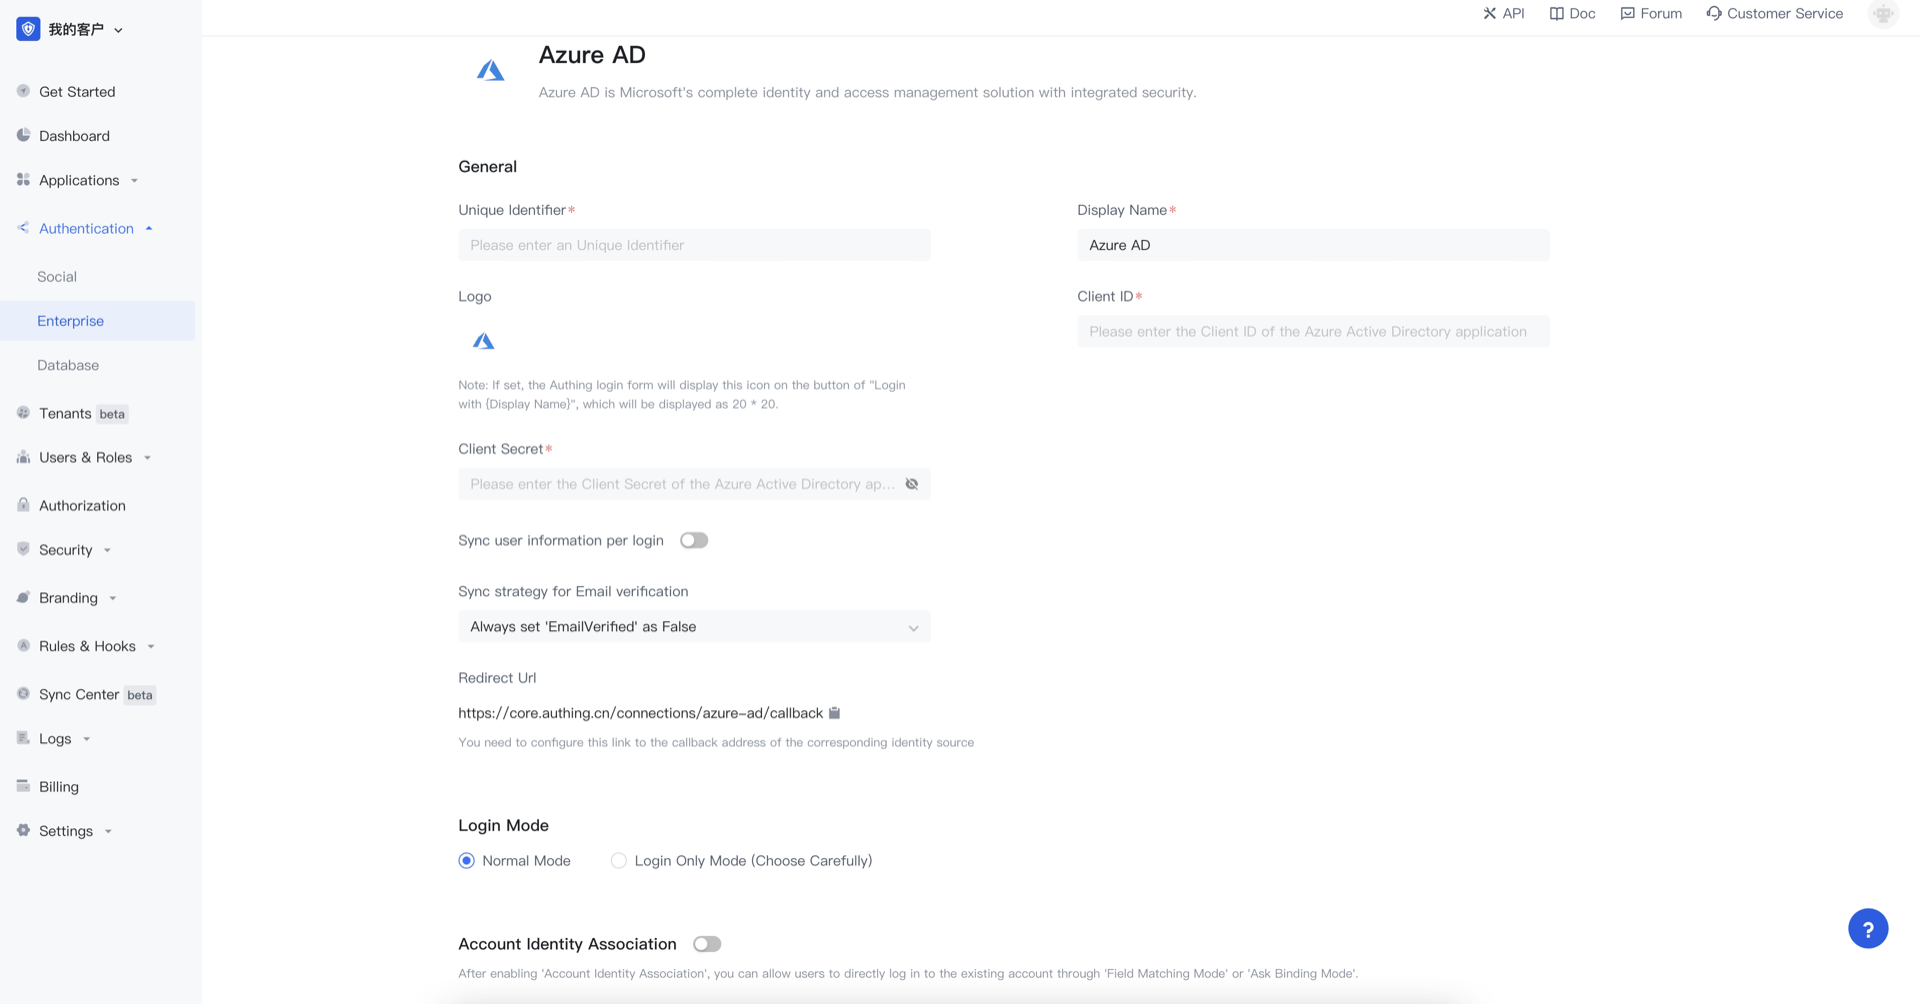 我的客户
API
Doc
Forum
Customer Service
Get Started
Dashboard
Applications
Authentication
Social
Enterprise
Database
Tenants beta
Users & Roles
Authorization
Security
Branding
Rules & Hooks
Sync Center beta
Logs
Billing
Settings
Azure AD
Azure AD is Microsoft's complete identity and access management solution with integrated security.
General
Unique Identifier*
Please enter an Unique Identifier
Display Name*
Azure AD
Logo
Client ID*
Please enter the Client ID of the Azure Active Directory application
Note: If set, the Authing login form will display this icon on the button of "Login
with {Display Name}", which will be displayed as 20 * 20.
Client Secret*
Please enter the Client Secret of the Azure Active Directory ap...
Sync user information per login
Sync strategy for Email verification
Always set 'EmailVerified' as False
Redirect Url
https://core.authing.cn/connections/azure-ad/callback
You need to configure this link to the callback address of the corresponding identity source
Login Mode
Normal Mode
Login Only Mode (Choose Carefully)
Account Identity Association
After enabling 'Account Identity Association', you can allow users to directly log in to the existing account through 'Field Matching Mode' or 'Ask Binding Mode'.
?